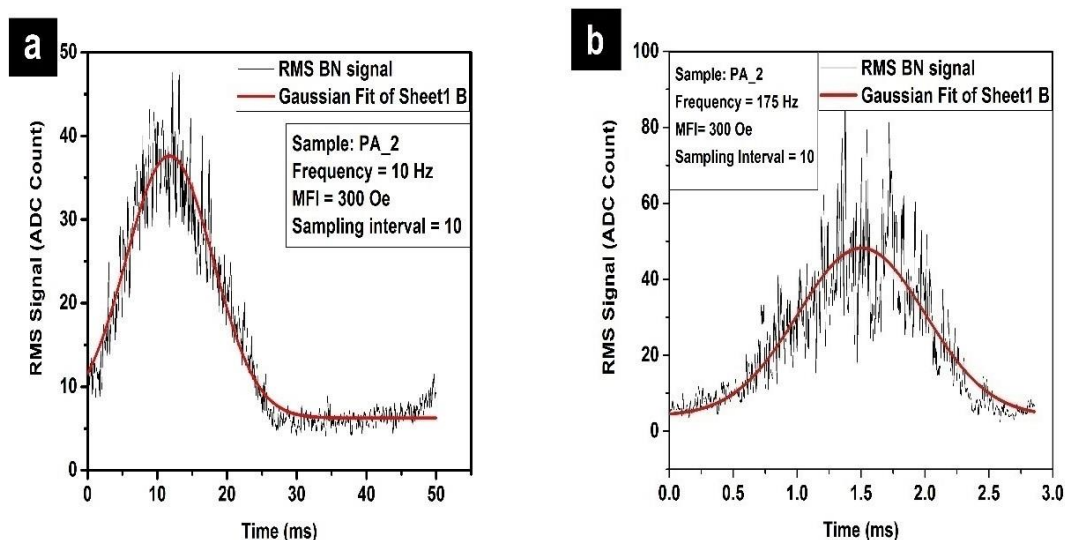 a
50
40
30
20
10
0
RMS Signal (ADC Count)
RMS BN signal
Gaussian Fit of Sheet1 B
Sample: PA_2
Frequency = 10 Hz
MFI = 300 Oe
Sampling interval = 10
0 10 20 30 40 50
Time (ms)
b
100
80
60
40
20
0
RMS Signal (ADC Count)
Sample: PA_2
Frequency = 175 Hz
MFI= 300 Oe
Sampling Interval = 10
RMS BN signal
Gaussian Fit of Sheet1 B
0.0 0.5 1.0 1.5 2.0 2.5 3.0
Time (ms)